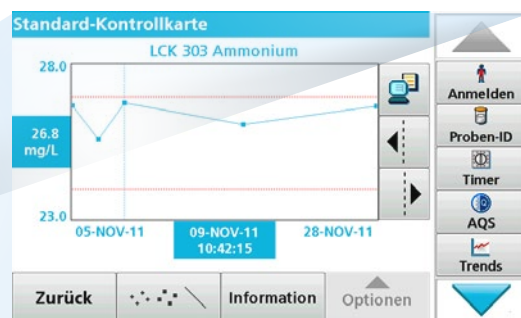 Standard-Kontrollkarte
LCK 303 Ammonium
28.0
26.8
mg/L
23.0
05-NOV-11
09-NOV-11
10:42:15
28-NOV-11
Zurück
Information
Optionen
Anmelden
Proben-ID
Timer
AQS
Trends